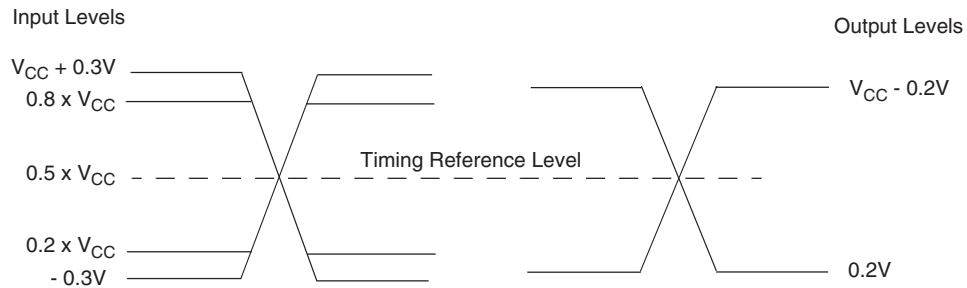 Input Levels
Output Levels
V_CC + 0.3V
0.8 x V_CC
V_CC - 0.2V
Timing Reference Level
0.5 x V_CC
0.2 x V_CC
- 0.3V
0.2V